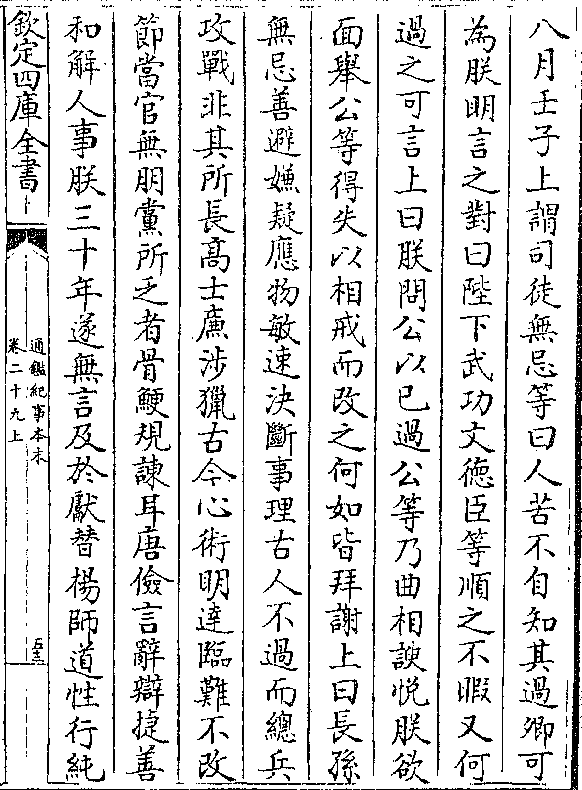 八月壬子上謂司徒無忌等曰人苦不自知其過卿可
為朕明言之對曰陛下武功文德臣等順之不暇又何
過之可言上曰朕問公以已過公等乃曲相諛悅朕欲
面舉公等得失以相戒而改之何如皆拜謝上曰長孫
無忌善避嫌疑應物敏速決斷事理古人不過而總兵
攻戰非其所長髙士廉涉獵古今心術明達臨難不改
節當官無朋黨所乏者骨鯁規諫耳唐儉言辭辯捷善
和解人事朕三十年遂無言及於獻替楊師道性行純
欽定四庫全書
通鑑紀事本末
卷二十九上